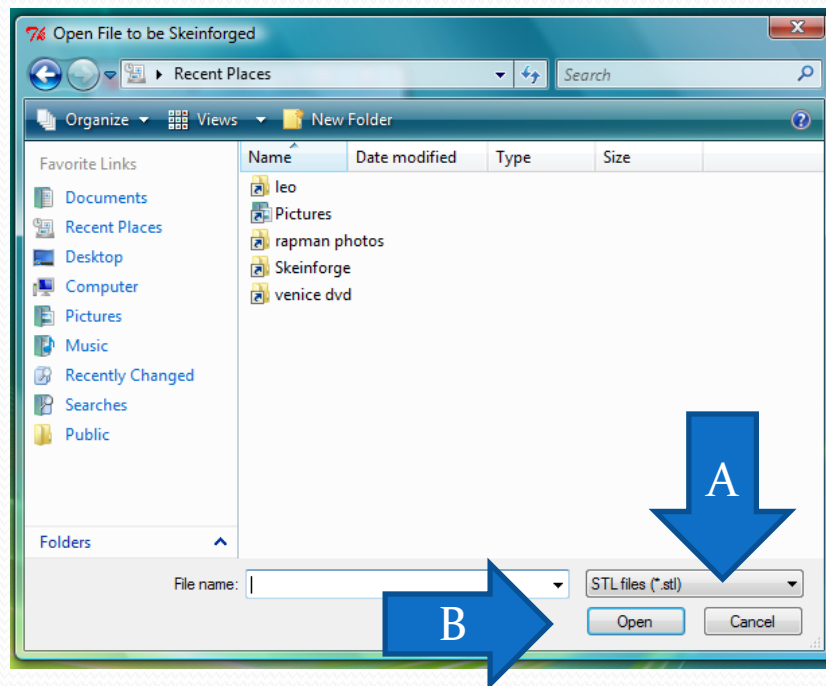 Open File to be Skeinforged
Recent Places
Search
Organize Views New Folder
Favorite Links
Documents
Recent Places
Desktop
Computer
Pictures
Music
Recently Changed
Searches
Public
Folders
Name Date modified Type Size
leo
Pictures
rapman photos
Skeinforge
venice dvd
A
File name: STL files (*.stl)
B
Open Cancel